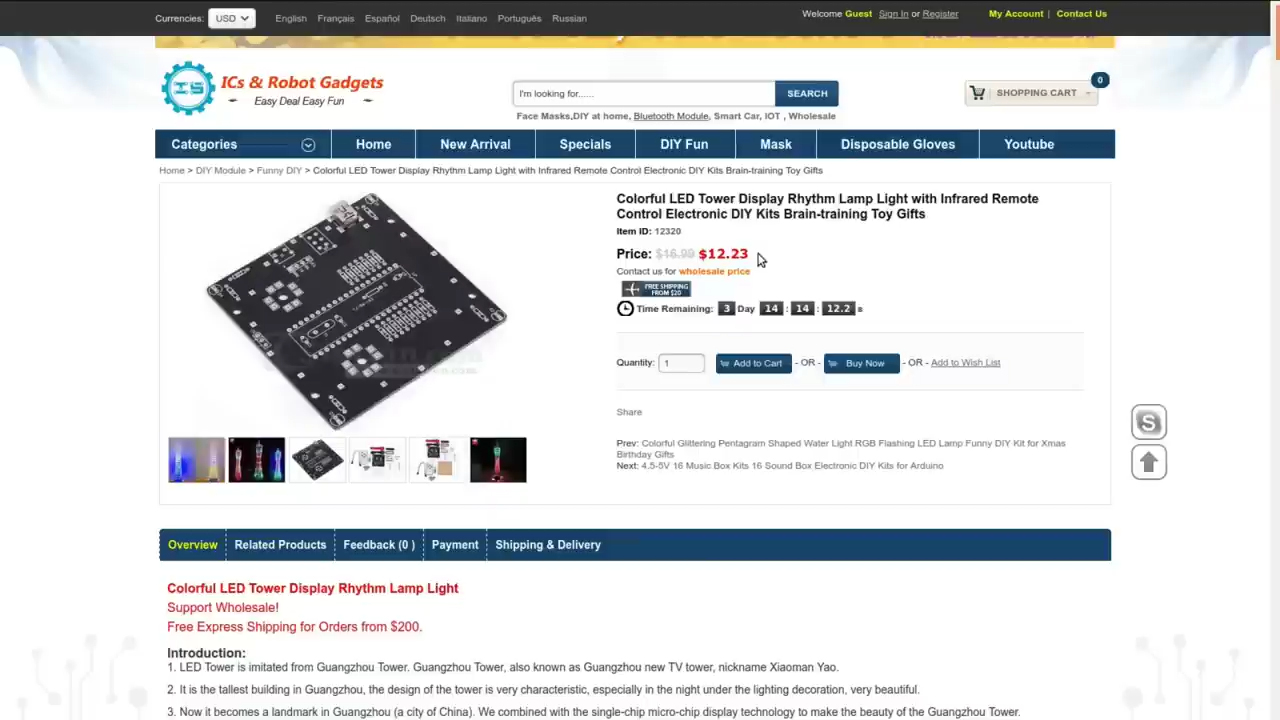 Currencies: USD English Français Español Deutsch Italiano Português Russian Welcome Guest Sign In or Register My Account | Contact Us
ICs & Robot Gadgets
Easy Deal Easy Fun
I'm looking for......
SEARCH
Face Masks,DIY at home, Bluetooth Module, Smart Car, IOT , Wholesale
SHOPPING CART
0
Categories Home New Arrival Specials DIY Fun Mask Disposable Gloves Youtube
Home > DIY Module > Funny DIY > Colorful LED Tower Display Rhythm Lamp Light with Infrared Remote Control Electronic DIY Kits Brain-training Toy Gifts
Colorful LED Tower Display Rhythm Lamp Light with Infrared Remote
Control Electronic DIY Kits Brain-training Toy Gifts
Item ID: 12320
Price: $16.99 $12.23
Contact us for wholesale price
FREE SHIPPING
FROM $20
Time Remaining: 3 Day 14 : 14 : 12.2 s
Quantity: 1 Add to Cart - OR - Buy Now - OR - Add to Wish List
Share
Prev: Colorful Glittering Pentagram Shaped Water Light RGB Flashing LED Lamp Funny DIY Kit for Xmas
Birthday Gifts
Next: 4.5-5V 16 Music Box Kits 16 Sound Box Electronic DIY Kits for Arduino
S
Overview Related Products Feedback (0 ) Payment Shipping & Delivery
Colorful LED Tower Display Rhythm Lamp Light
Support Wholesale!
Free Express Shipping for Orders from $200.
Introduction:
1. LED Tower is imitated from Guangzhou Tower. Guangzhou Tower, also known as Guangzhou new TV tower, nickname Xiaoman Yao.
2. It is the tallest building in Guangzhou, the design of the tower is very characteristic, especially in the night under the lighting decoration, very beautiful.
3. Now it becomes a landmark in Guangzhou (a city of China). We combined with the single-chip micro-chip display technology to make the beauty of the Guangzhou Tower.